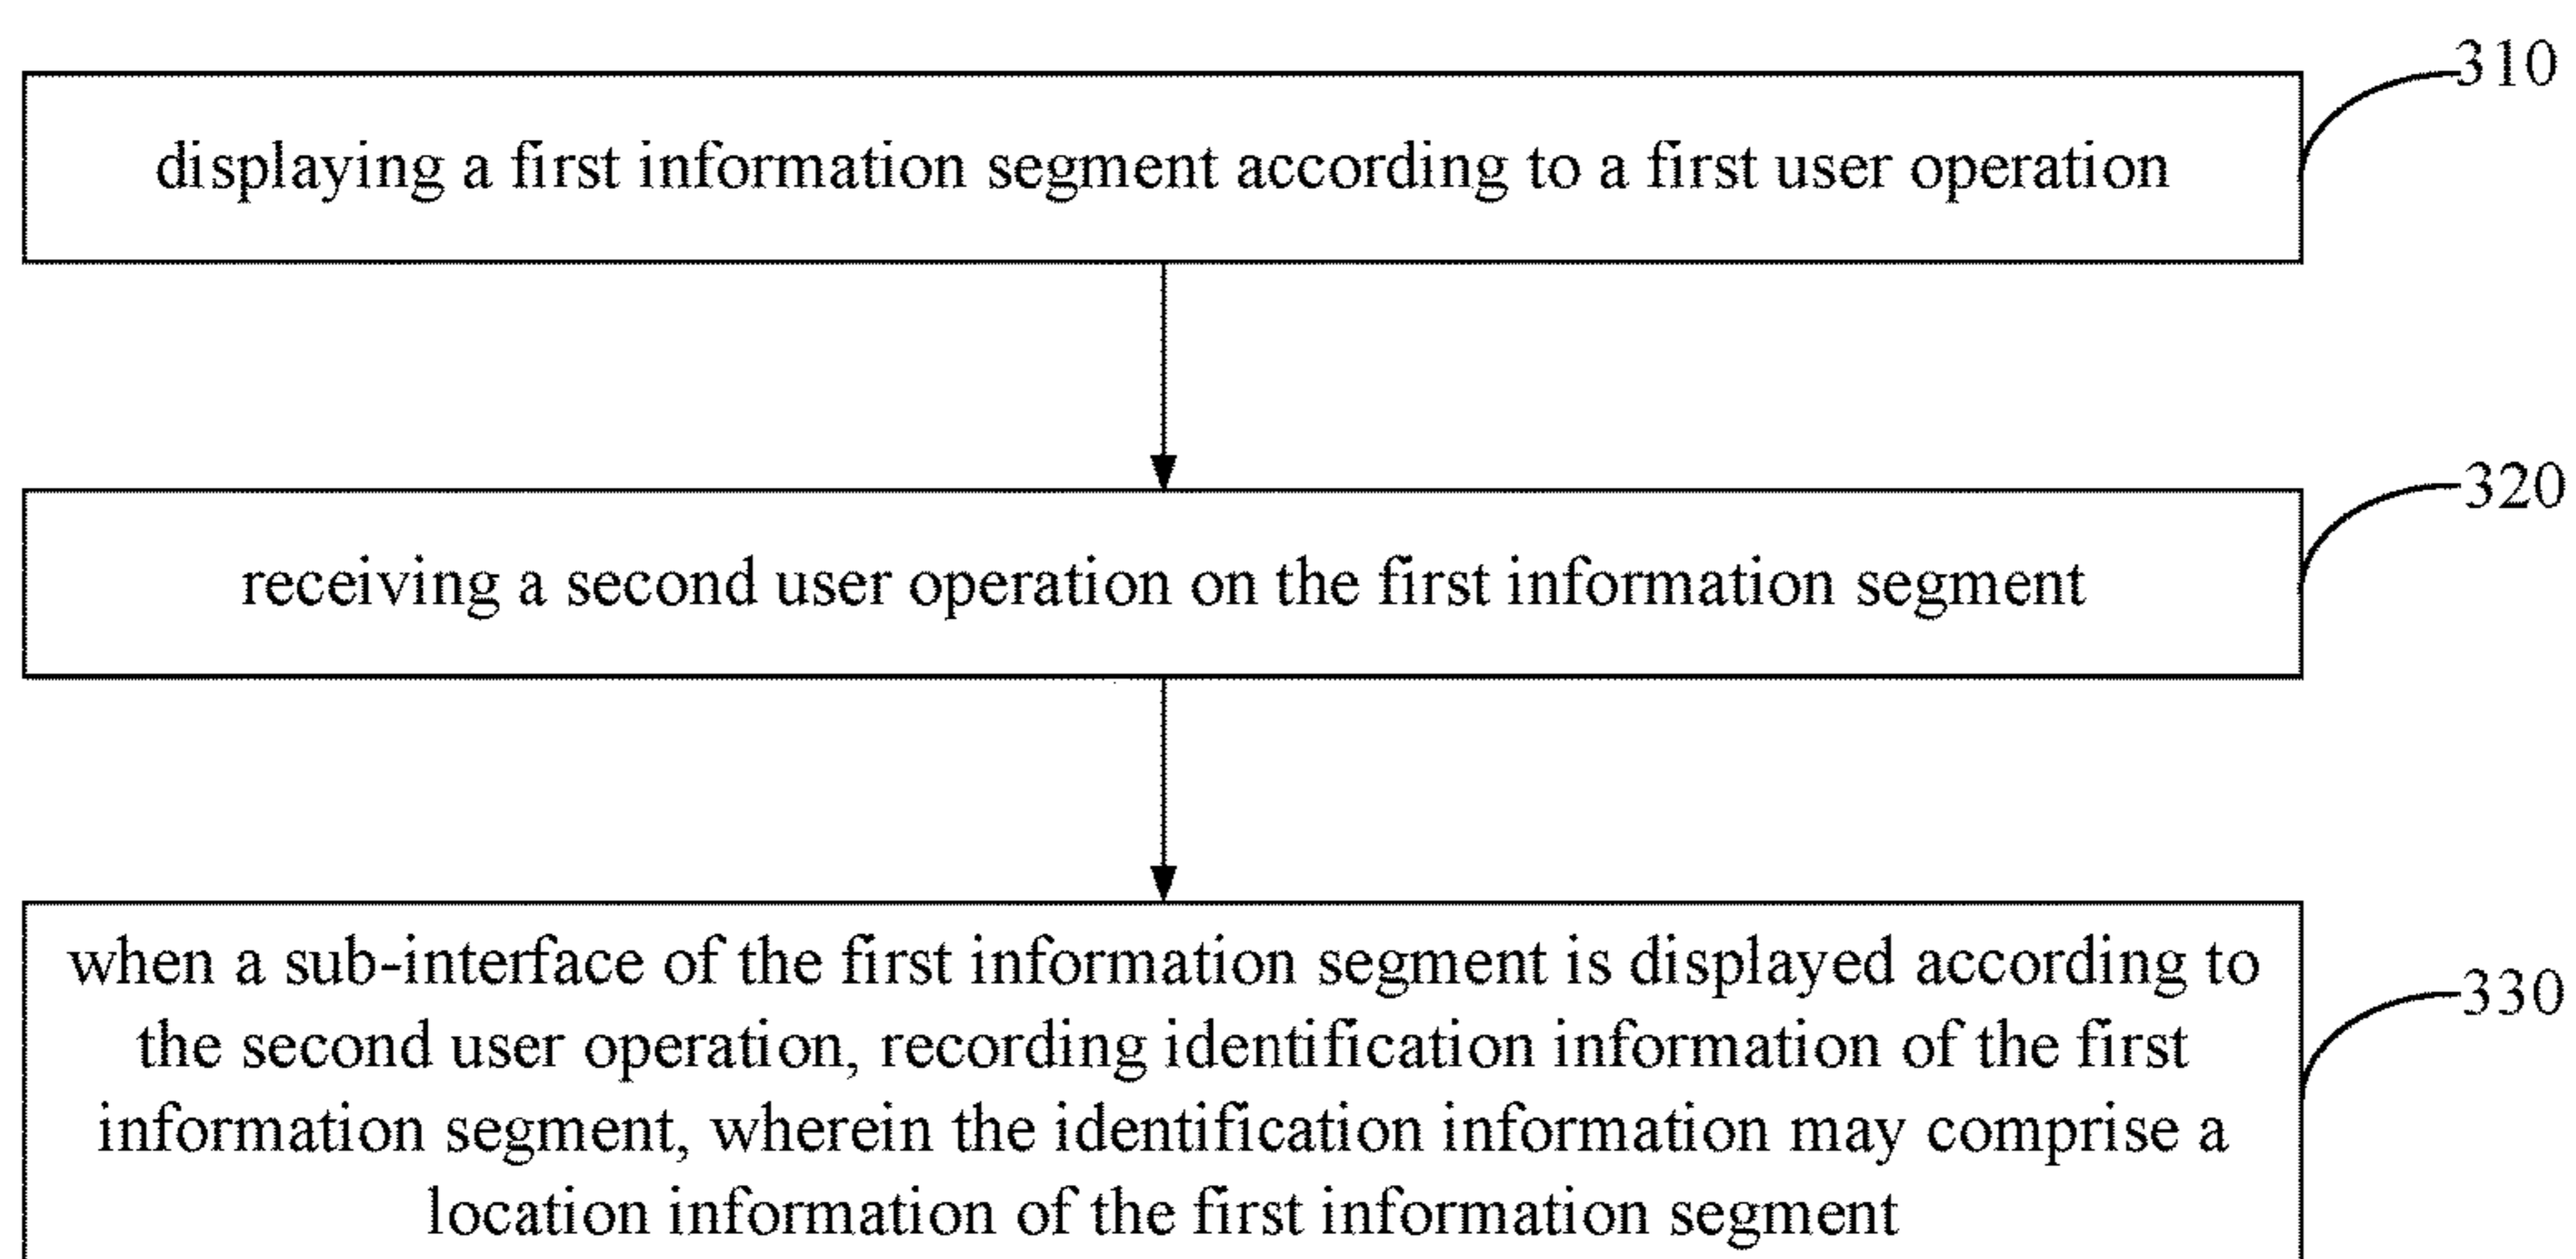 310
displaying a first information segment according to a first user operation
320
receiving a second user operation on the first information segment
when a sub-interface of the first information segment is displayed according to
the second user operation, recording identification information of the first
330
information segment, wherein the identification information may comprise a
location information of the first information segment